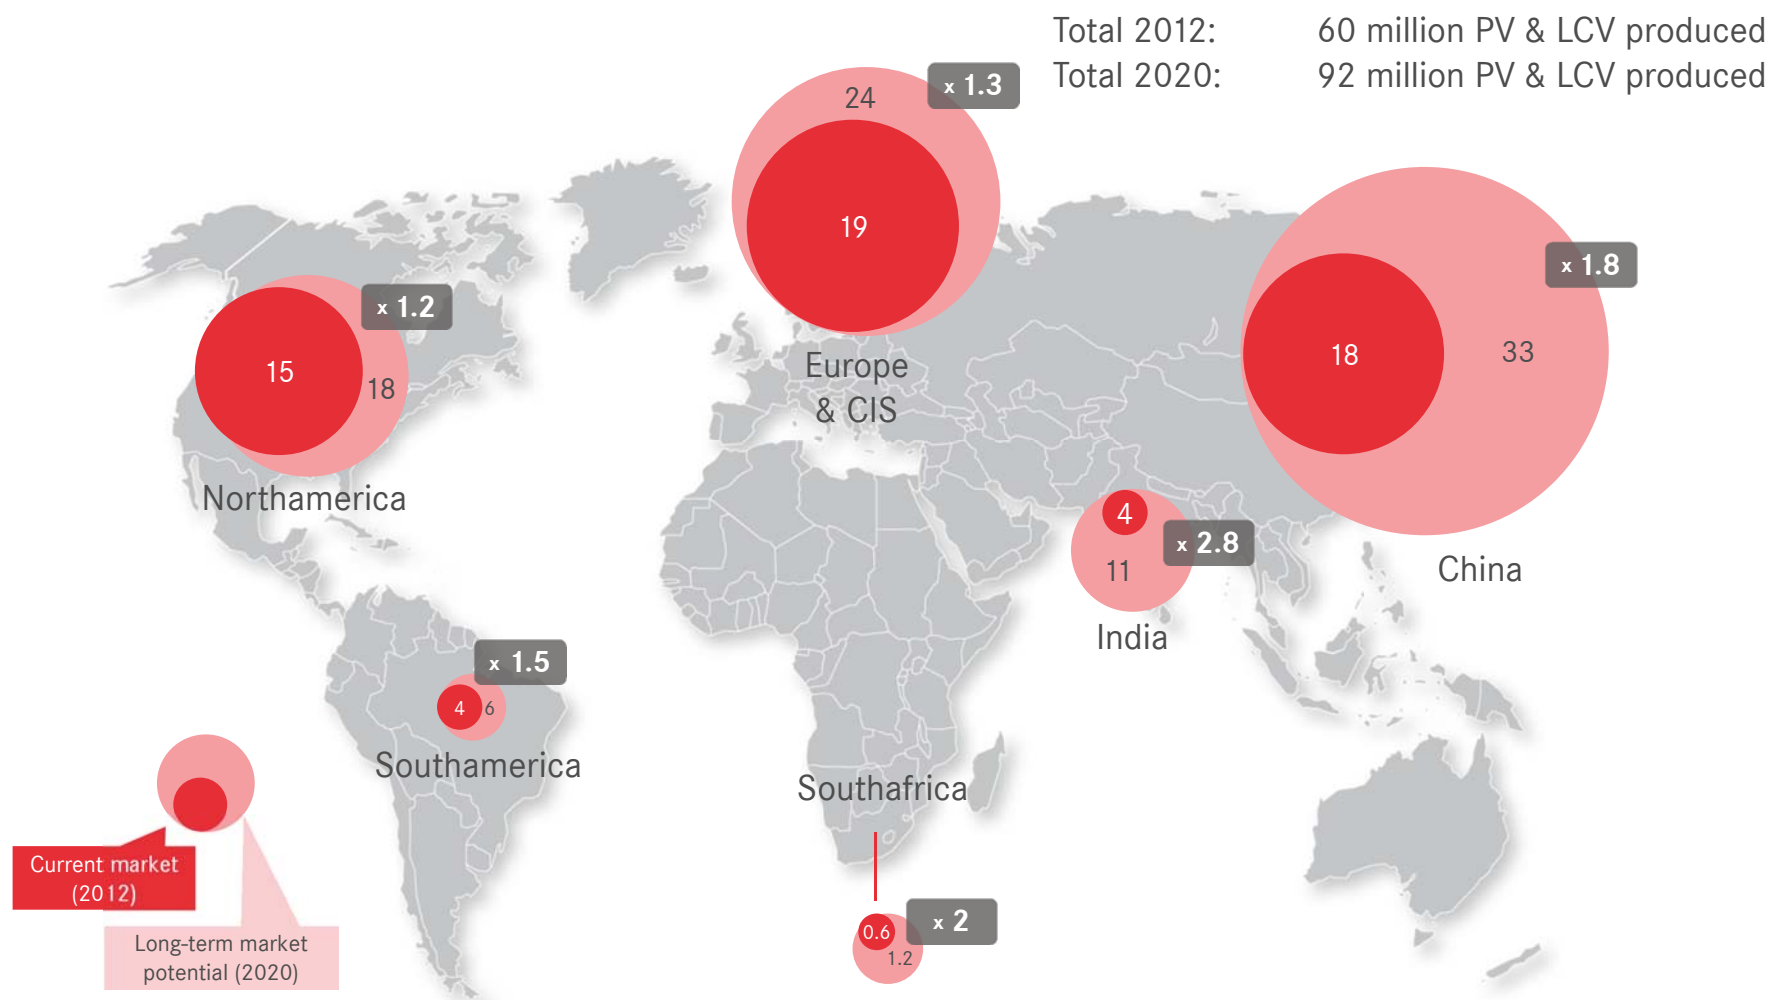 Total 2012: 60 million PV & LCV produced
Total 2020: 92 million PV & LCV produced
24
x 1.3
19
Europe
& CIS
x 1.2
15
18
Northamerica
x 1.8
18
33
China
4
x 2.8
11
India
x 1.5
4
6
Southamerica
Southafrica
x 2
0.6
1.2
Current market
(2012)
Long-term market
potential (2020)